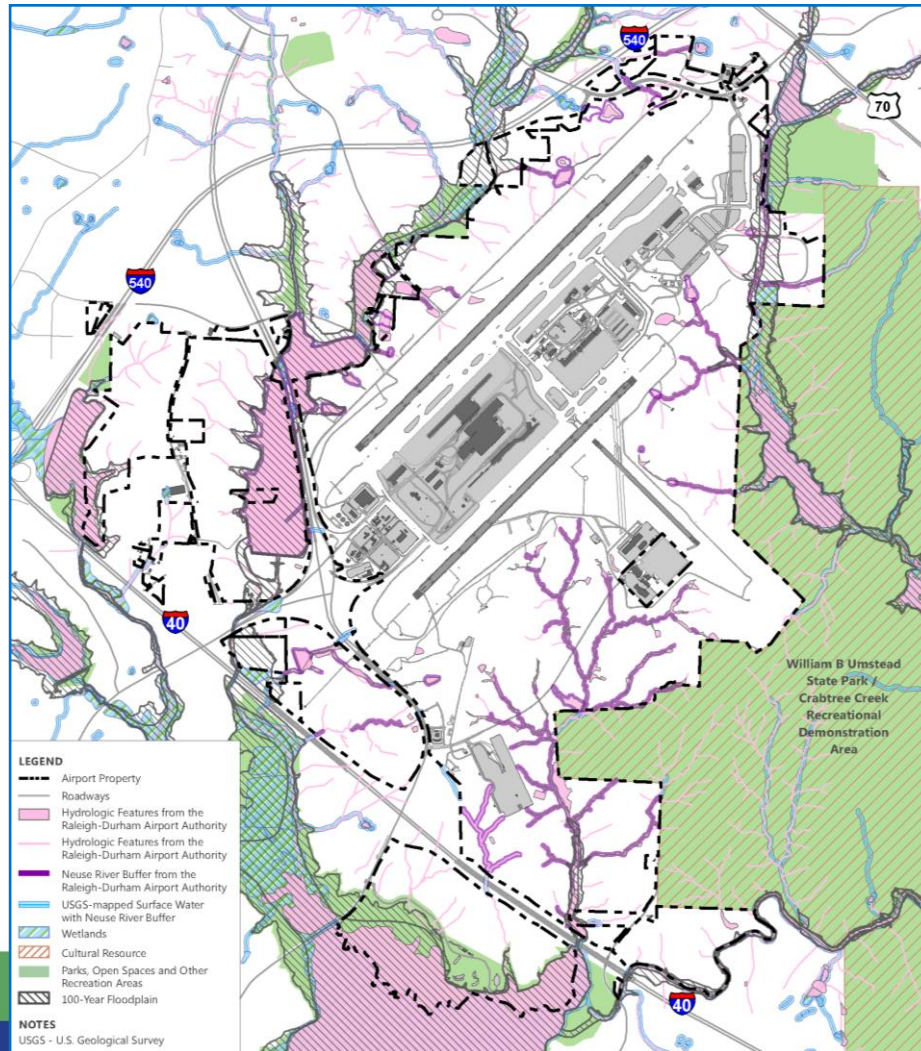 540
540
70
540
40
William B Umstead
State Park /
Crabtree Creek
Recreational
Demonstration
Area
LEGEND
Airport Property
Roadways
Hydrologic Features from the
Raleigh-Durham Airport Authority
Hydrologic Features from the
Raleigh-Durham Airport Authority
Neuse River Buffer from the
Raleigh-Durham Airport Authority
USGS-mapped Surface Water
with Neuse River Buffer
Wetlands
Cultural Resource
Parks, Open Spaces and Other
Recreation Areas
100-Year Floodplain
NOTES
USGS - U.S. Geological Survey
40